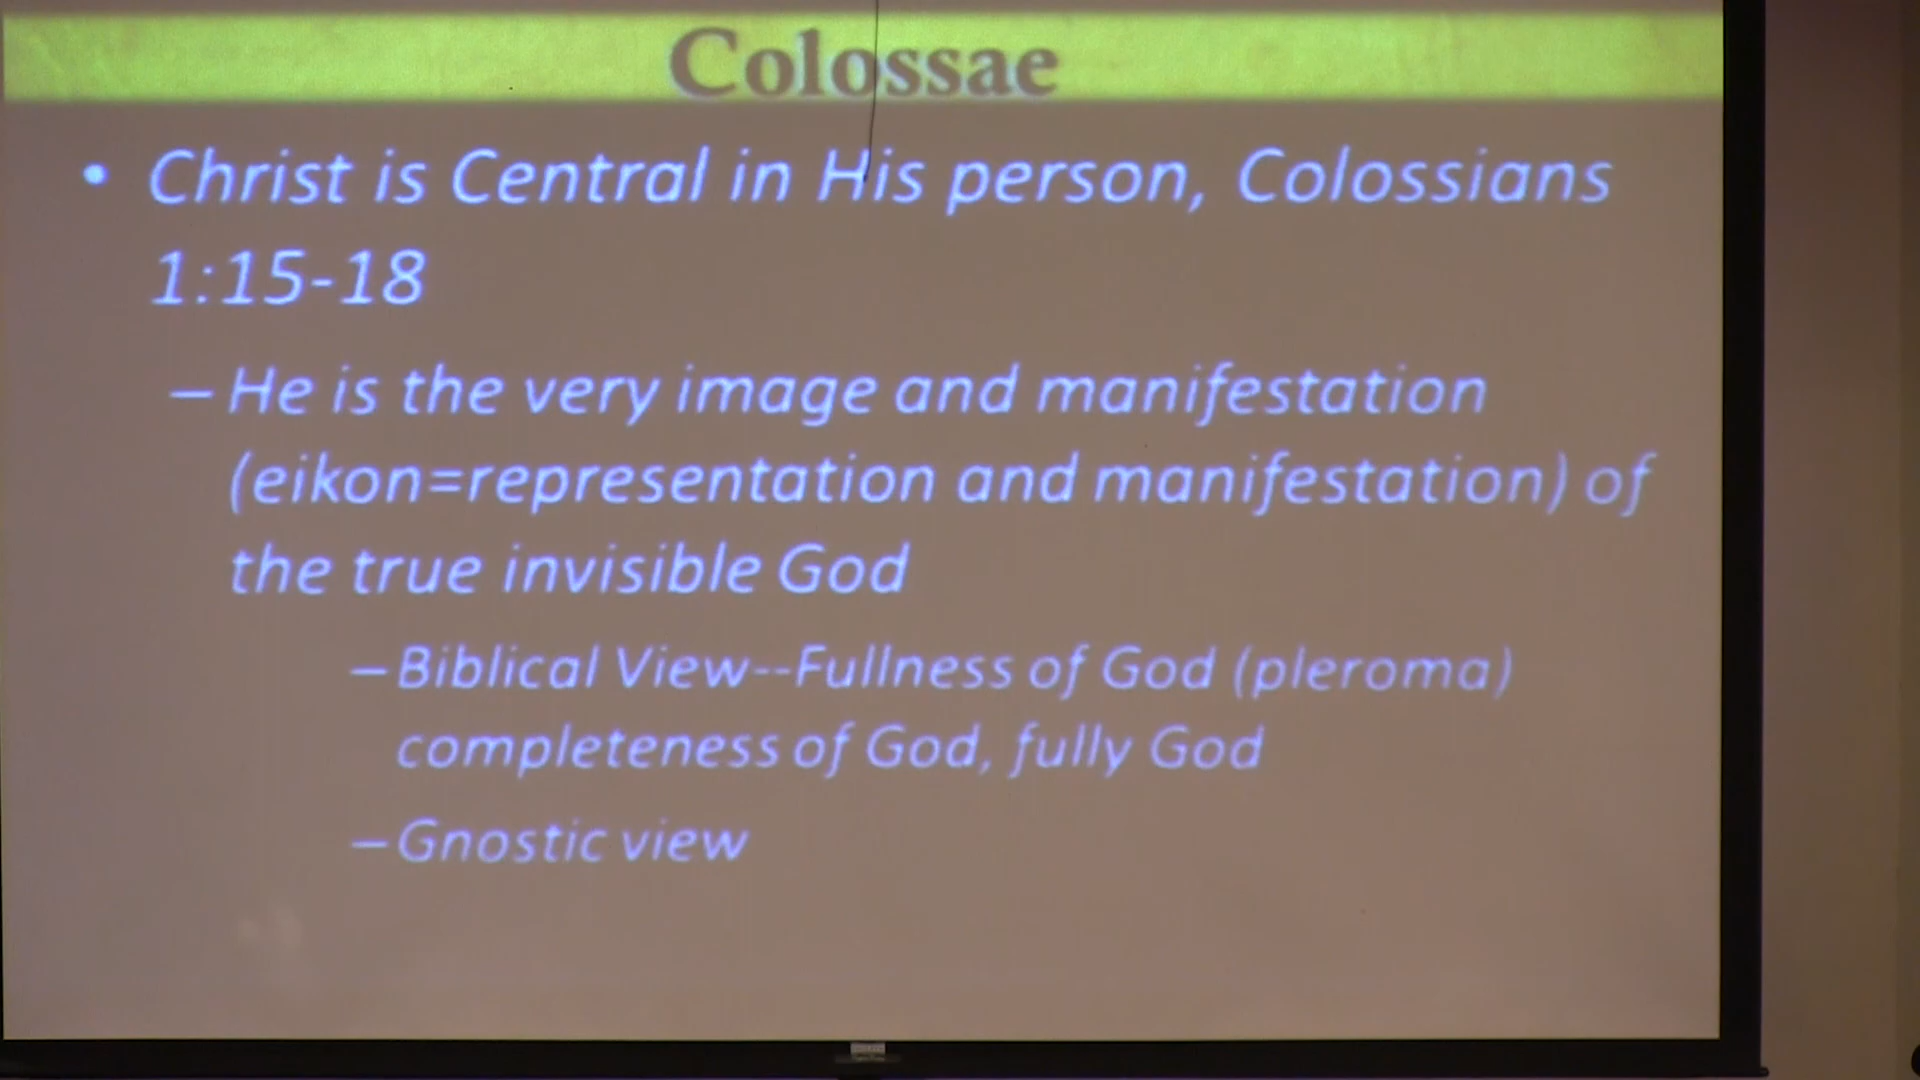 Colossae
• Christ is Central in His person, Colossians
1:15-18
– He is the very image and manifestation
(eikon=representation and manifestation) of
the true invisible God
– Biblical View--Fullness of God (pleroma)
completeness of God, fully God
– Gnostic view